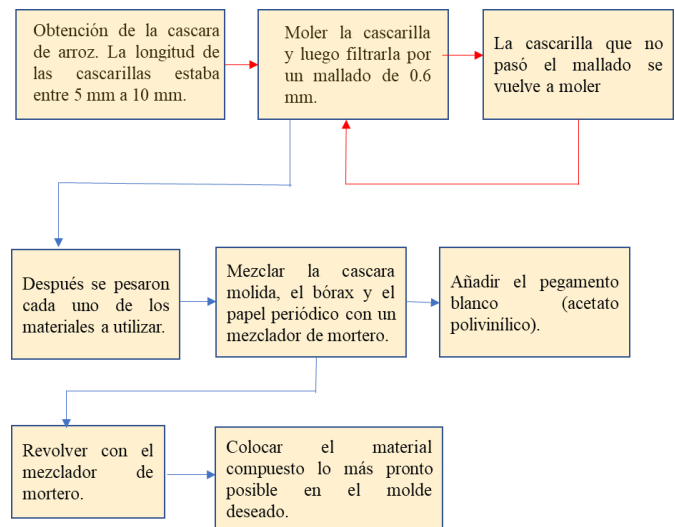 Obtención de la cascara
de arroz. La longitud de
las cascarillas estaba
entre 5 mm a 10 mm.
Moler la cascarilla
y luego filtrarla por
un mallado de 0.6
mm.
La cascarilla que no
pasó el mallado se
vuelve a moler
Después se pesaron
cada uno de los
materiales a utilizar.
Mezclar la cascara
molida, el bórax y el
papel periódico con un
mezclador de mortero.
Añadir el pegamento
blanco (acetato
polivinílico).
Revolver con el
mezclador de
mortero.
Colocar el material
compuesto lo más pronto
posible en el molde
deseado.